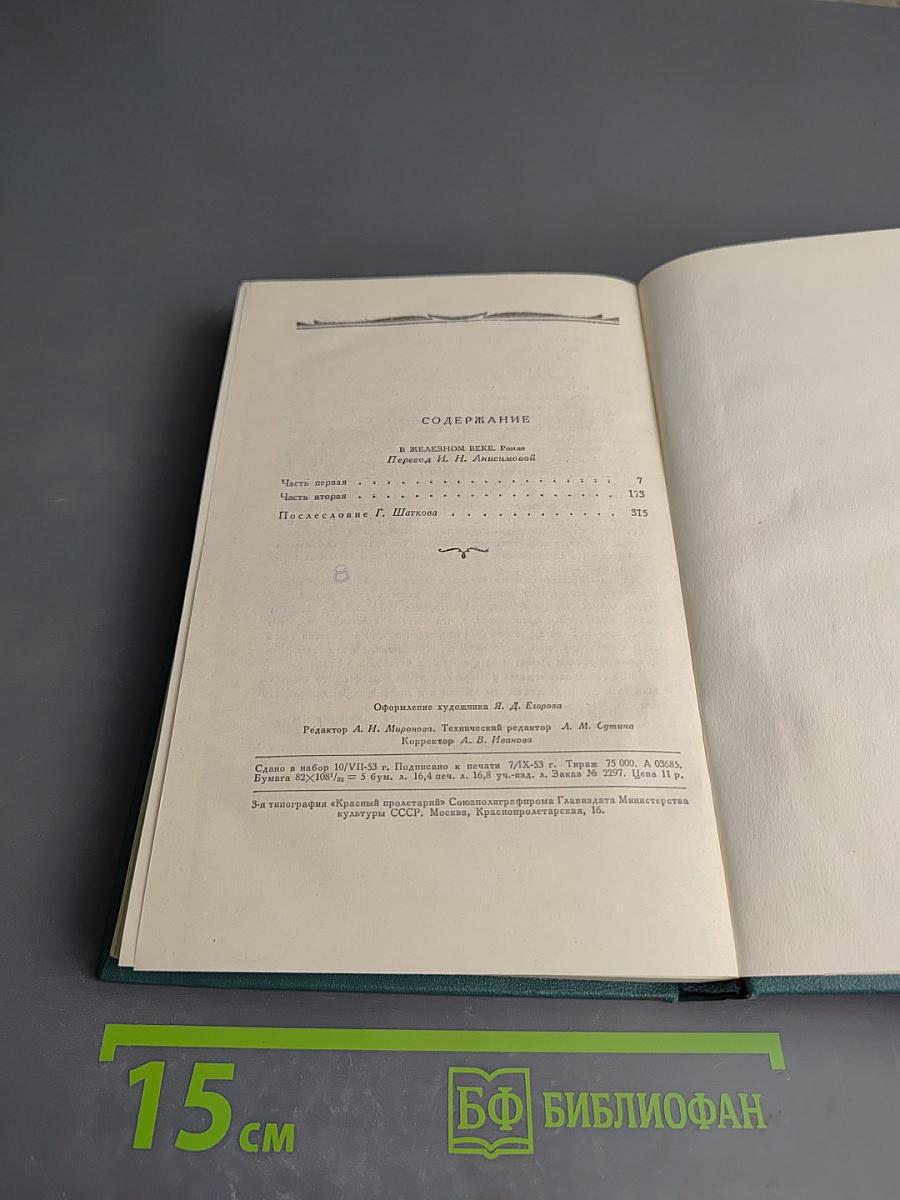 СОДЕРЖАНИЕ
В ЖЕЛЕЗНОМ ВЕКЕ. Роман
Перевод И. Н. Анисимовой
Часть первая . . . . . . . . . . . . . . . . . . 7
Часть вторая . . . . . . . . . . . . . . . . . . 173
Послесловие Г. Шаткова . . . . . . . . . . . . 315
8
Оформление художника Я. Д. Егорова
Редактор А. И. Миронова. Технический редактор Л. М. Сутина
Корректор А. В. Иванова
Сдано в набор 10/VII-53 г. Подписано к печати 7/IX-53 г. Тираж 75 000. А 03685.
Бумага 82×108¹/₃₂ = 5 бум. л. 16,4 печ. л. 16,8 уч.-изд. л. Заказ № 2297. Цена 11 р.
3-я типография «Красный пролетарий» Союзполиграфпрома Главиздата Министерства
культуры СССР. Москва, Краснопролетарская, 16.
15 см
БФ БИБЛИОФАН